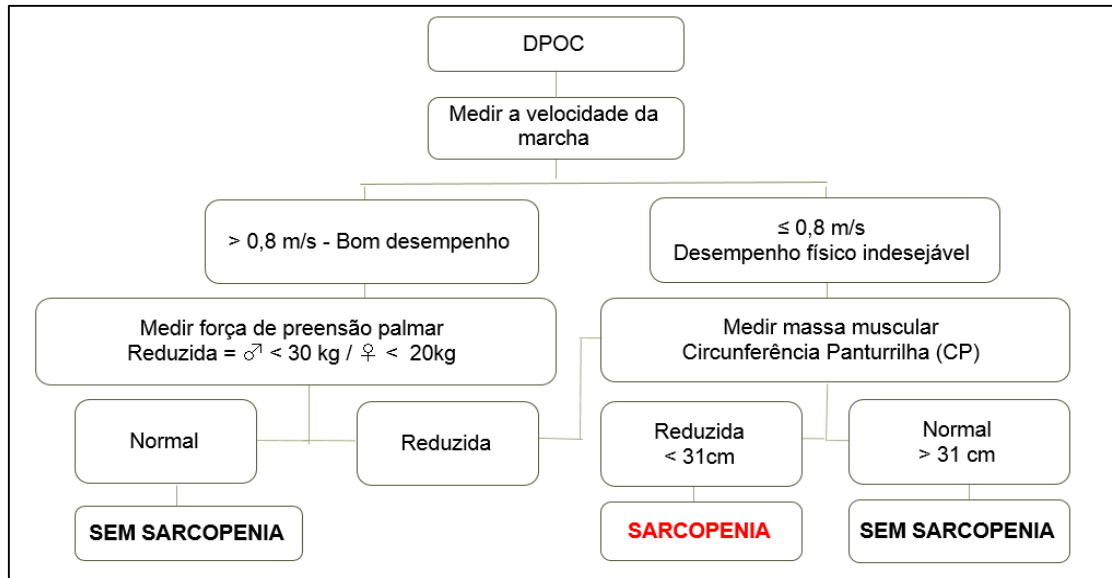 DPOC
Medir a velocidade da
marcha
> 0,8 m/s - Bom desempenho
≤ 0,8 m/s
Desempenho físico indesejável
Medir força de preensão palmar
Reduzida = ♂ < 30 kg / ♀ < 20kg
Medir massa muscular
Circunferência Panturrilha (CP)
Normal
Reduzida
Reduzida
< 31cm
Normal
> 31 cm
SEM SARCOPENIA
SARCOPENIA
SEM SARCOPENIA